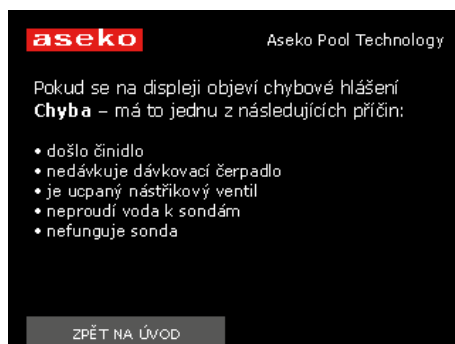 aseko
Aseko Pool Technology
Pokud se na displeji objeví chybové hlášení
Chyba – má to jednu z následujících příčin:
• došlo činidlo
• nedávkuje dávkovací čerpadlo
• je ucpaný nástřikový ventil
• neproudí voda k sondám
• nefunguje sonda
ZPĚT NA ÚVOD